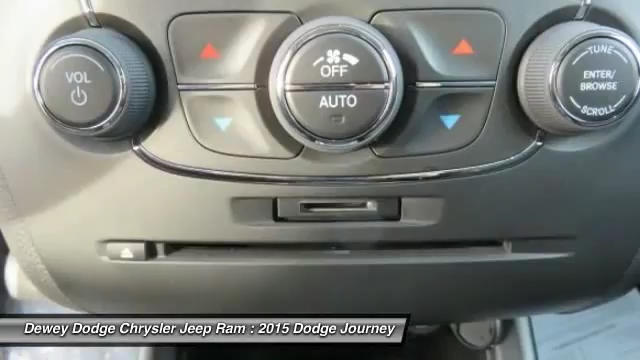 VOL
OFF
AUTO
TUNE
ENTER/
BROWSE
SCROLL
Dewey Dodge Chrysler Jeep Ram : 2015 Dodge Journey